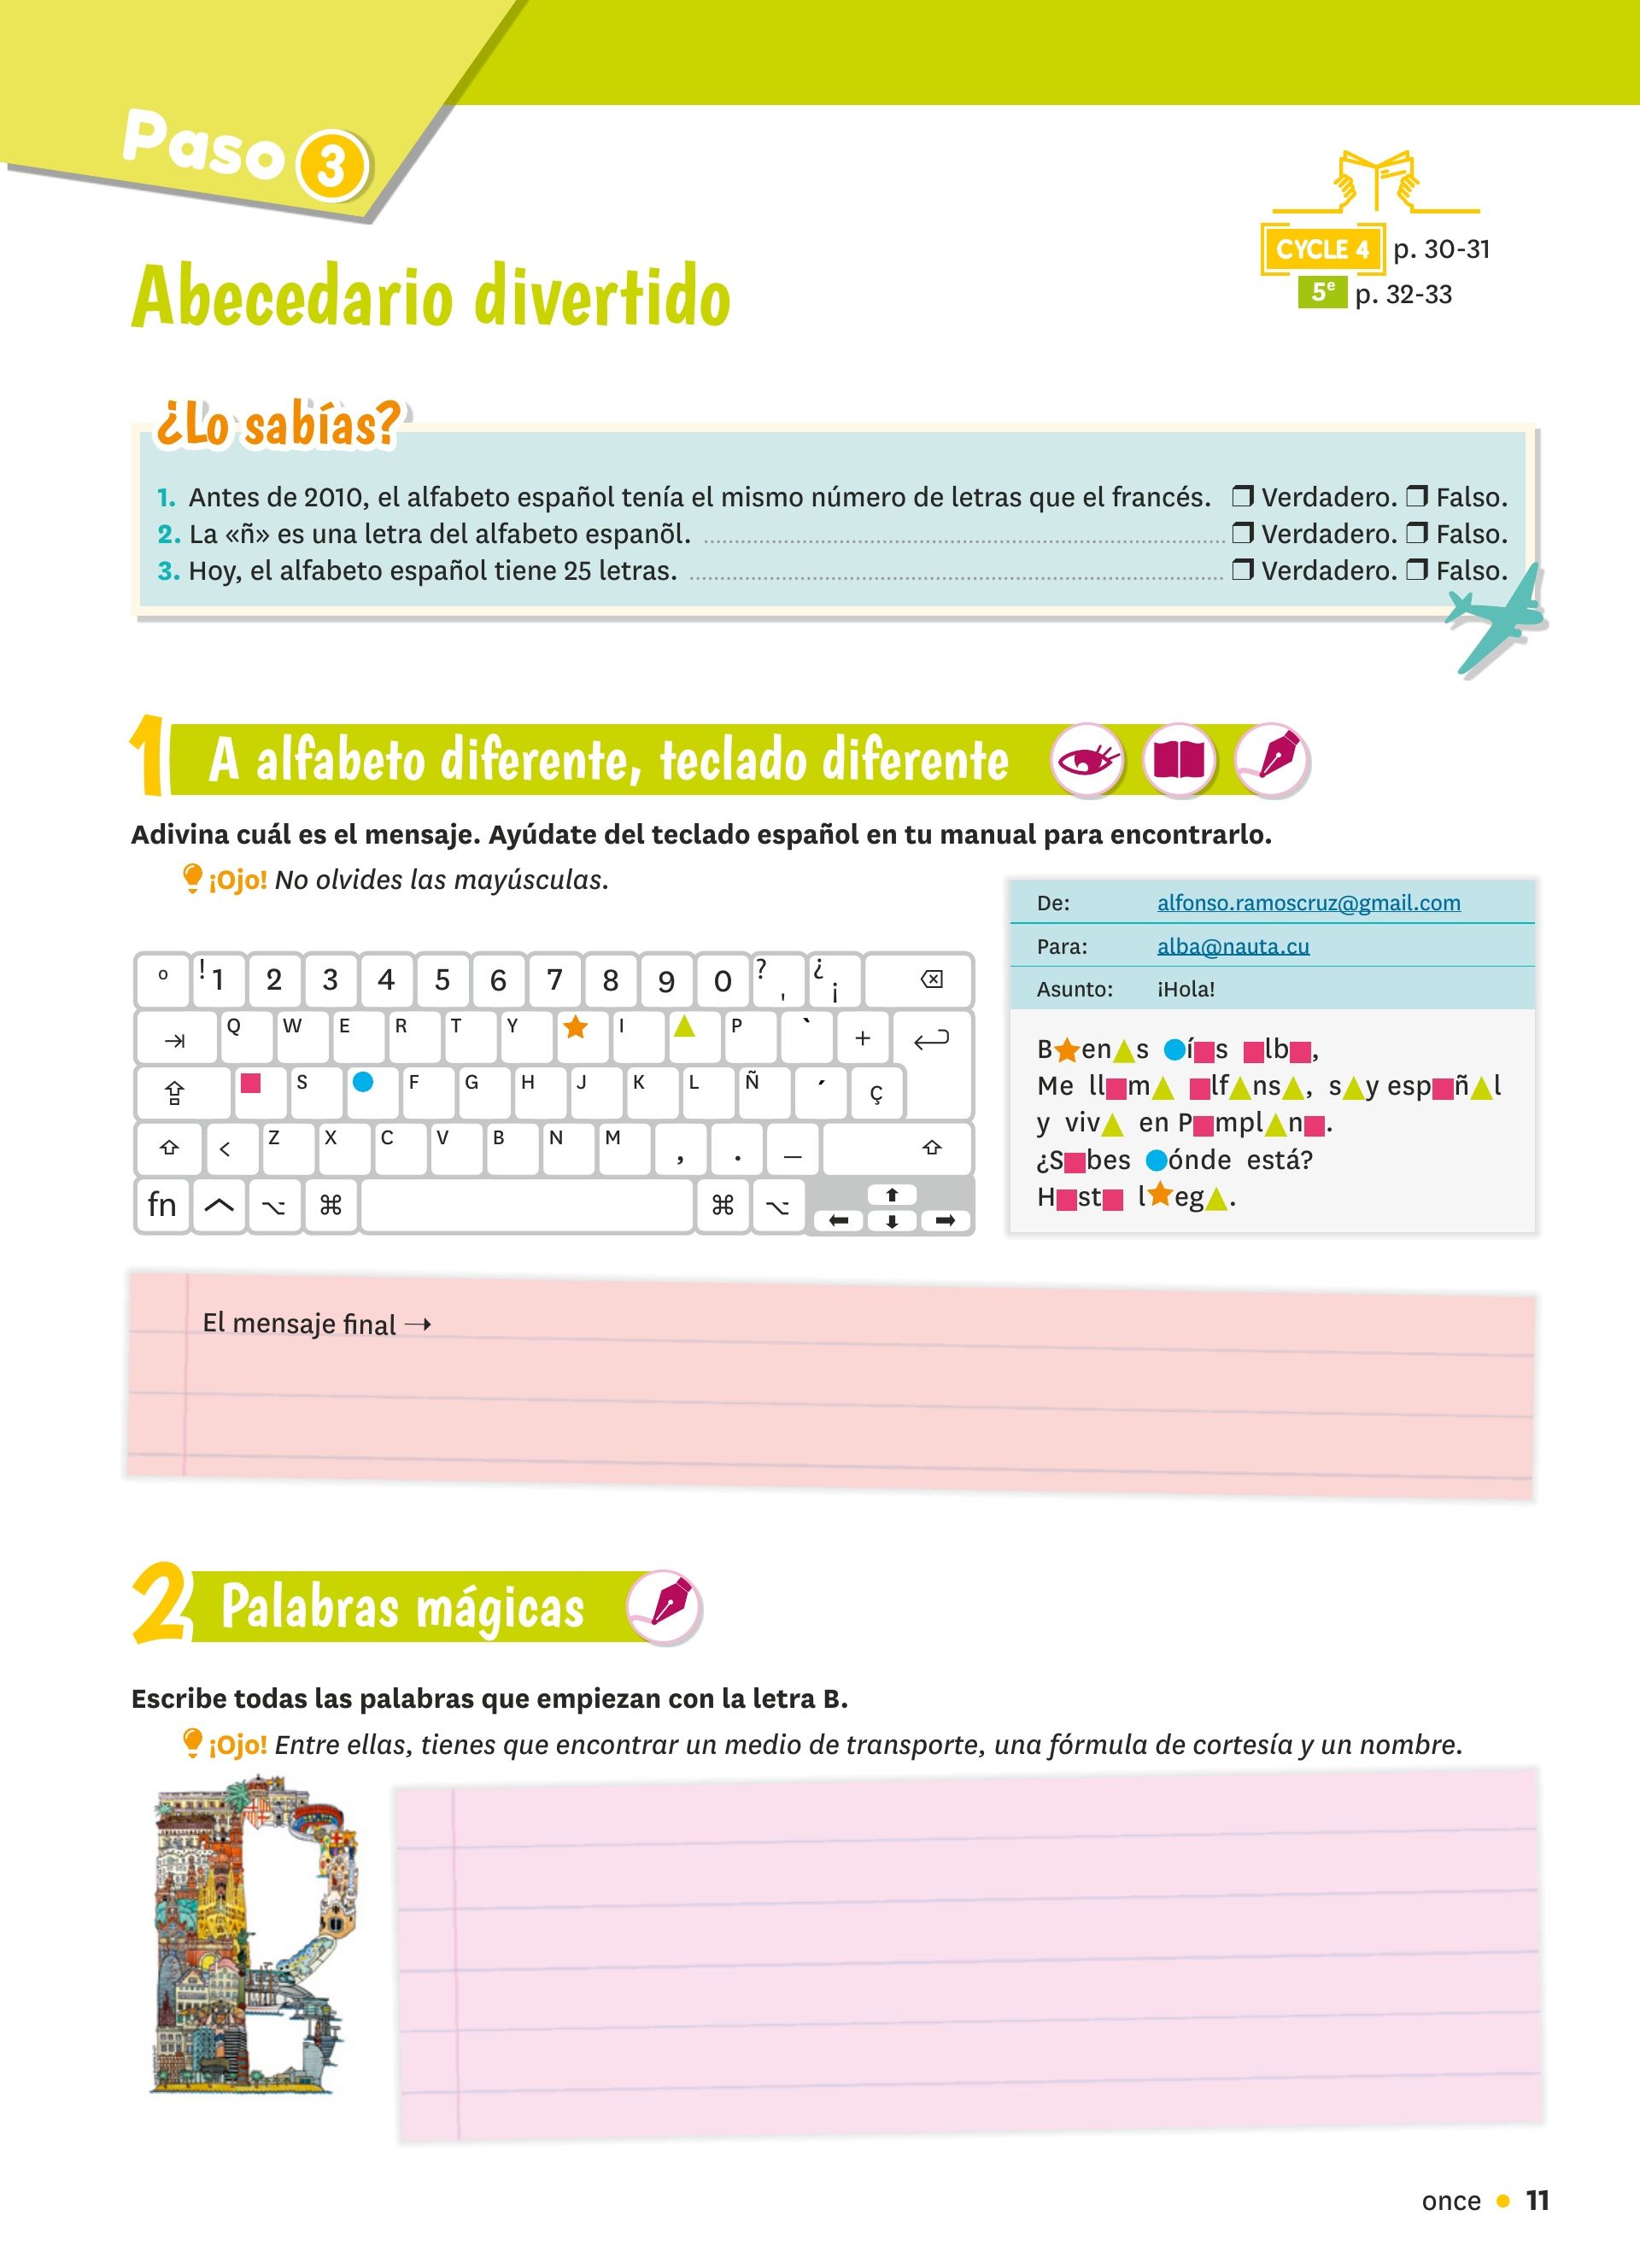 Paso 3
CYCLE 4 p. 30-31
5e p. 32-33
Abecedario divertido
¿Lo sabías?
1. Antes de 2010, el alfabeto español tenía el mismo número de letras que el francés. ❒ Verdadero. ❒ Falso.
2. La «ñ» es una letra del alfabeto espanõl. ❒ Verdadero. ❒ Falso.
3. Hoy, el alfabeto español tiene 25 letras. ❒ Verdadero. ❒ Falso.
1 A alfabeto diferente, teclado diferente
Adivina cuál es el mensaje. Ayúdate del teclado español en tu manual para encontrarlo.
¡Ojo! No olvides las mayúsculas.
º ! 1 2 3 4 5 6 7 8 9 0 ? ' ¿ ¡ ⌫
⇥ Q W E R T Y ★ I ▲ P ` + ↵
⇪ ■ S ● F G H J K L Ñ ´ ç
⇧ < Z X C V B N M , . _ ⇧
fn ^ ⌥ ⌘ ⌘ ⌥ ⬅ ⬆ ⬇ ➡
De: alfonso.ramoscruz@gmail.com
Para: alba@nauta.cu
Asunto: ¡Hola!
B★en▲s ●í■s ■lb■,
Me ll■m▲ ■lf▲ns▲, s▲y esp■ñ▲l
y viv▲ en P■mpl▲n■.
¿S■bes ●ónde está?
H■st■ l★eg▲.
El mensaje final →
2 Palabras mágicas
Escribe todas las palabras que empiezan con la letra B.
¡Ojo! Entre ellas, tienes que encontrar un medio de transporte, una fórmula de cortesía y un nombre.
B
once • 11